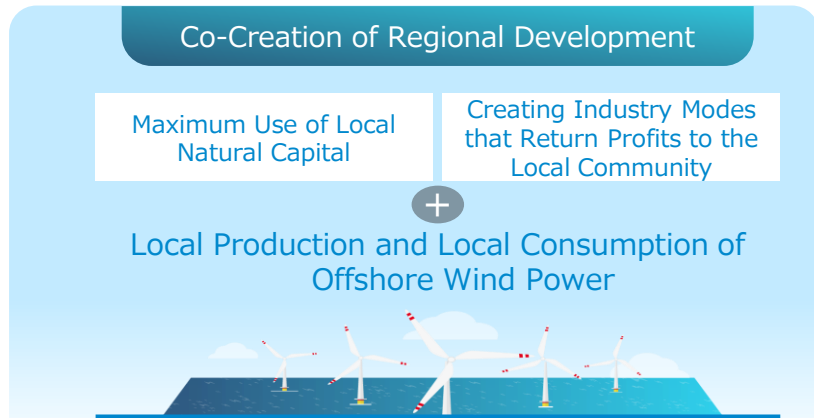 Co-Creation of Regional Development
Maximum Use of Local
Natural Capital
Creating Industry Modes
that Return Profits to the
Local Community
+
Local Production and Local Consumption of
Offshore Wind Power